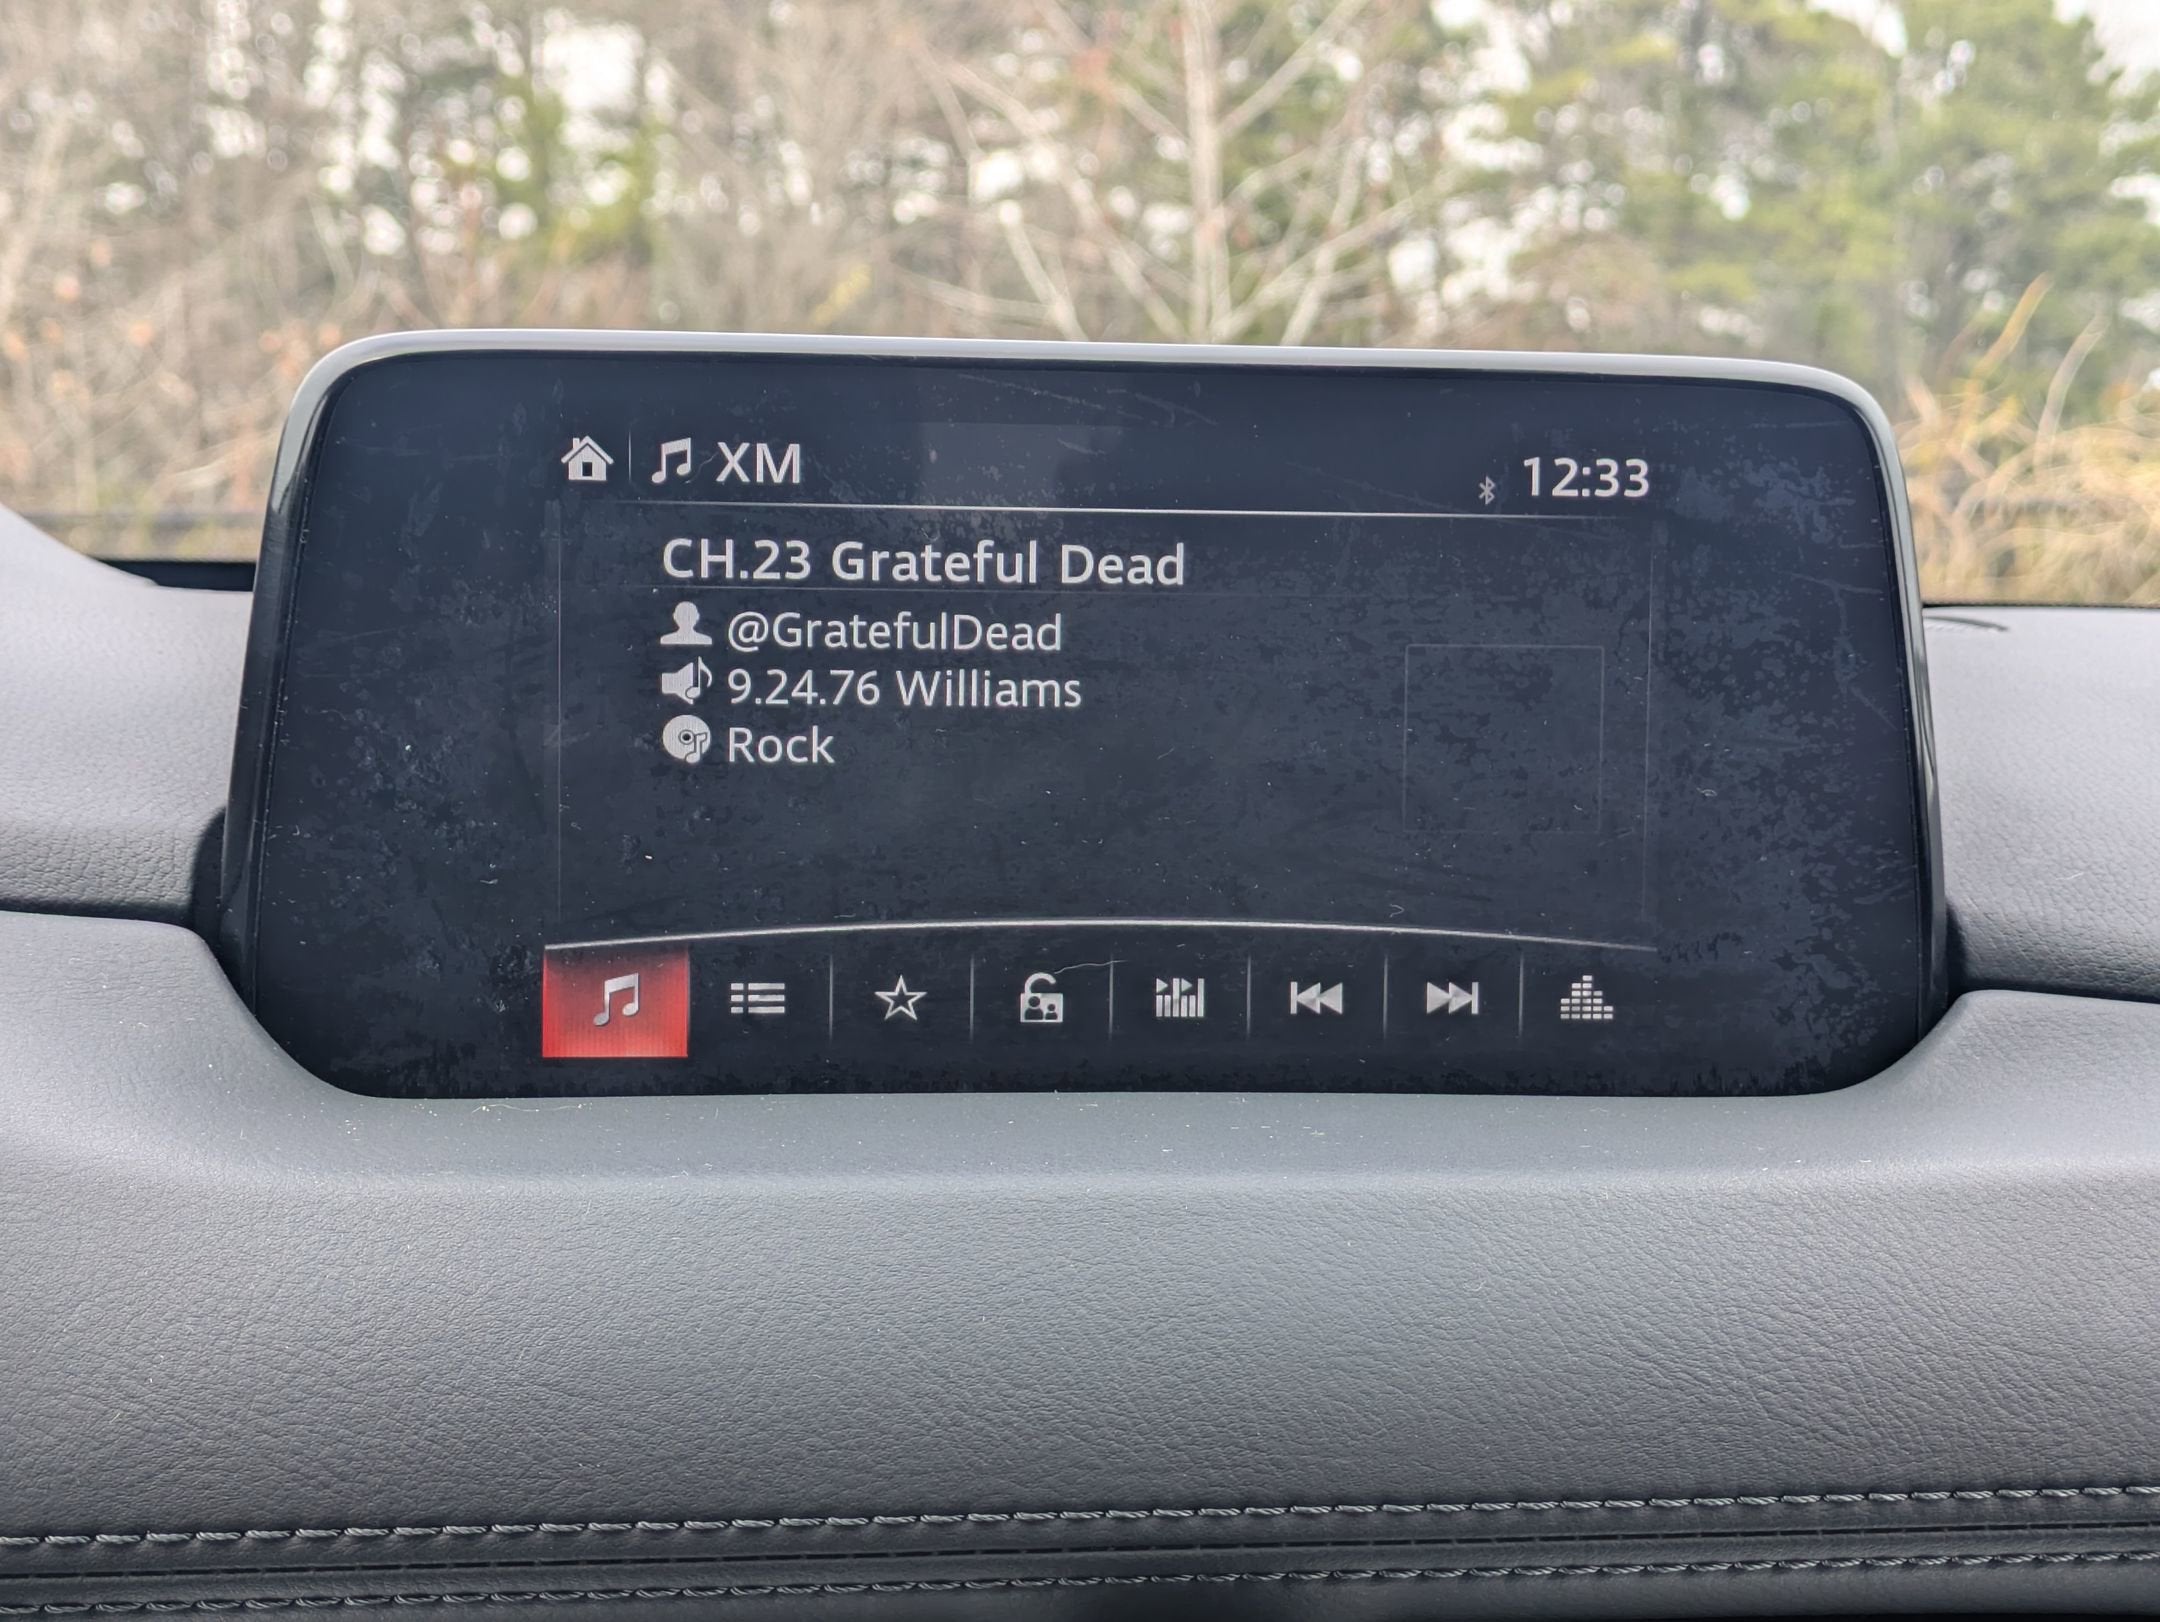 XM
12:33
CH.23 Grateful Dead
@GratefulDead
9.24.76 Williams
Rock